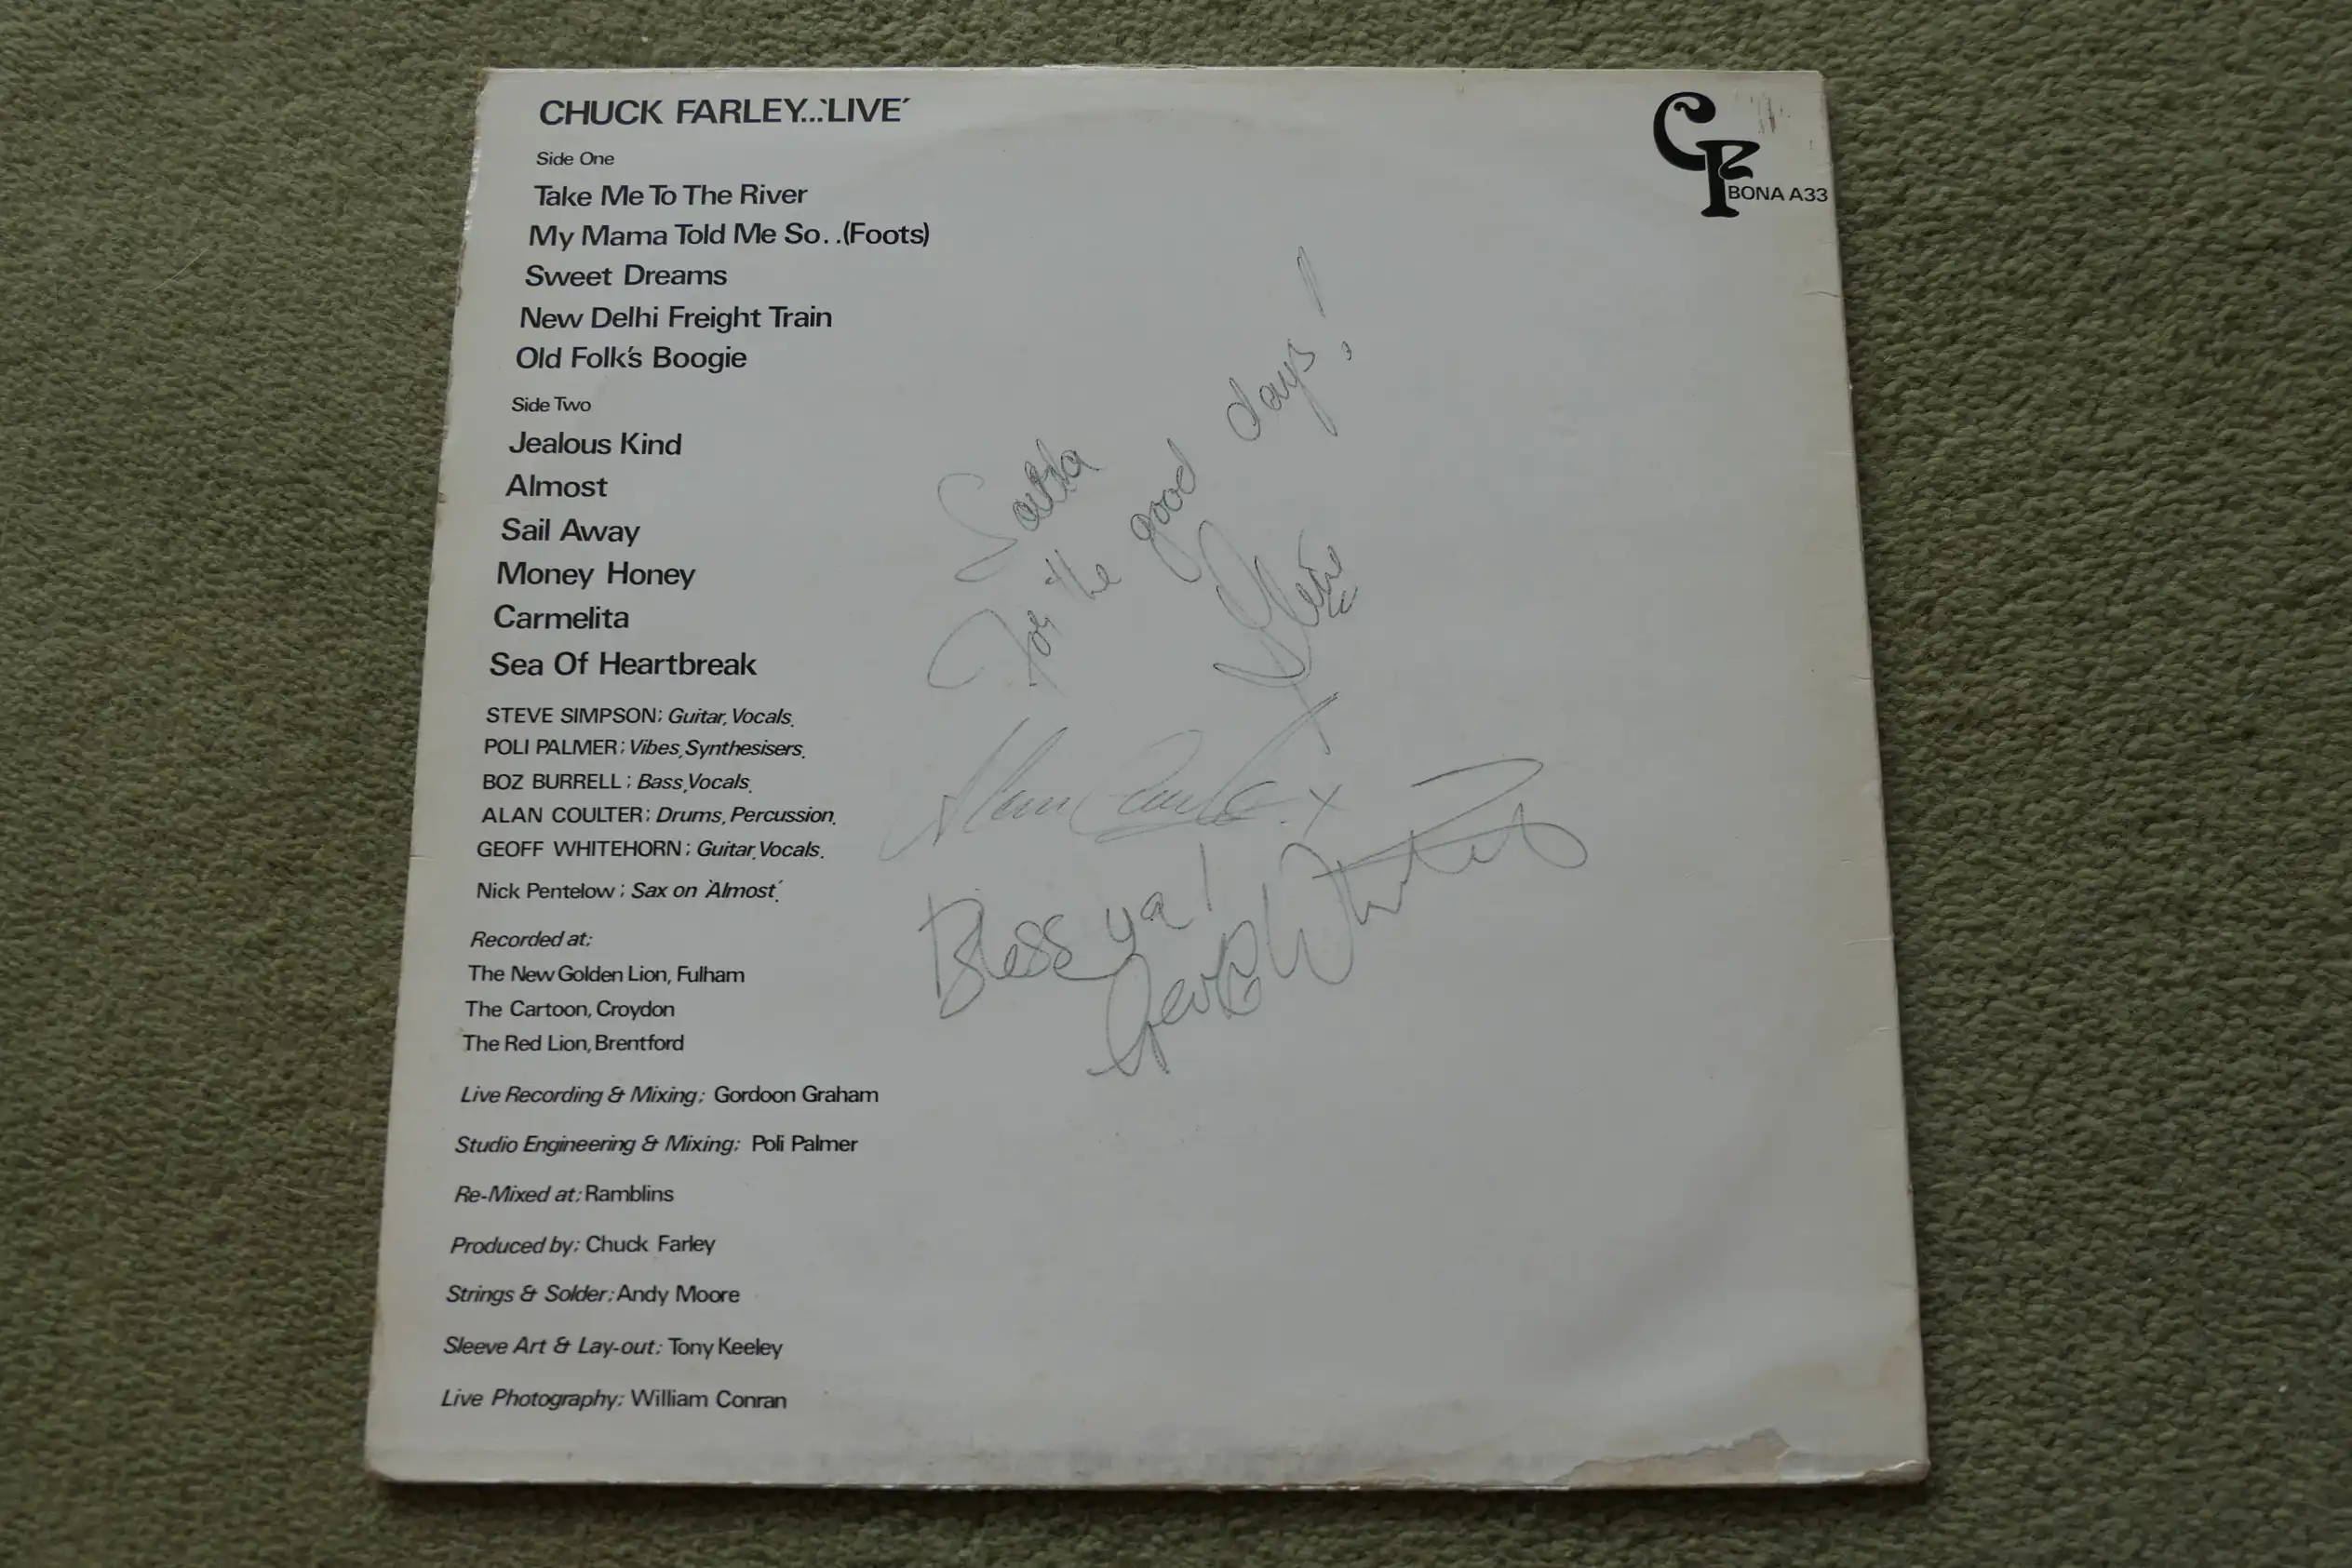 CHUCK FARLEY...`LIVE´
BONA A33
Side One
Take Me To The River
My Mama Told Me So. .(Foots)
Sweet Dreams
New Delhi Freight Train
Old Folk's Boogie
Side Two
Jealous Kind
Almost
Sail Away
Money Honey
Carmelita
Sea Of Heartbreak
STEVE SIMPSON; Guitar, Vocals.
POLI PALMER; Vibes, Synthesisers.
BOZ BURRELL; Bass, Vocals.
ALAN COULTER; Drums, Percussion.
GEOFF WHITEHORN; Guitar, Vocals.
Nick Pentelow; Sax on `Almost´.
Recorded at:
The New Golden Lion, Fulham
The Cartoon, Croydon
The Red Lion, Brentford
Live Recording & Mixing: Gordoon Graham
Studio Engineering & Mixing: Poli Palmer
Re-Mixed at: Ramblins
Produced by: Chuck Farley
Strings & Solder: Andy Moore
Sleeve Art & Lay-out: Tony Keeley
Live Photography: William Conran
For the good days!
Steve
Alan Coulter x
Bless ya!
Geoff Whitehorn